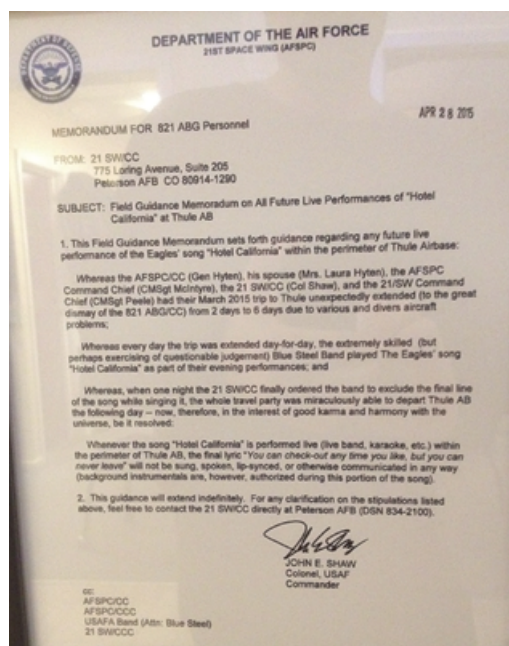 DEPARTMENT OF THE AIR FORCE
21ST SPACE WING (AFSPC)
APR 28 2015
MEMORANDUM FOR 821 ABG Personnel
FROM: 21 SW/CC
775 Loring Avenue, Suite 205
Peterson AFB CO 80914-1290
SUBJECT: Field Guidance Memoradum on All Future Live Performances of "Hotel
California" at Thule AB
1. This Field Guidance Memorandum sets forth guidance regarding any future live
performance of the Eagles' song "Hotel California" within the perimeter of Thule Airbase:
Whereas the AFSPC/CC (Gen Hyten), his spouse (Mrs. Laura Hyten), the AFSPC
Command Chief (CMSgt McIntyre), the 21 SW/CC (Col Shaw), and the 21/SW Command
Chief (CMSgt Peele) had their March 2015 trip to Thule unexpectedly extended (to the great
dismay of the 821 ABG/CC) from 2 days to 6 days due to various and divers aircraft
problems;
Whereas every day the trip was extended day-for-day, the extremely skilled (but
perhaps exercising of questionable judgement) Blue Steel Band played The Eagles' song
"Hotel California" as part of their evening performances; and
Whereas, when one night the 21 SW/CC finally ordered the band to exclude the final line
of the song while singing it, the whole travel party was miraculously able to depart Thule AB
the following day – now, therefore, in the interest of good karma and harmony with the
universe, be it resolved:
Whenever the song "Hotel California" is performed live (live band, karaoke, etc.) within
the perimeter of Thule AB, the final lyric "You can check-out any time you like, but you can
never leave" will not be sung, spoken, lip-synced, or otherwise communicated in any way
(background instrumentals are, however, authorized during this portion of the song).
2. This guidance will extend indefinitely. For any clarification on the stipulations listed
above, feel free to contact the 21 SW/CC directly at Peterson AFB (DSN 834-2100).
JOHN E. SHAW
Colonel, USAF
Commander
cc:
AFSPC/CC
AFSPC/CCC
USAFA Band (Attn: Blue Steel)
21 SW/CCC